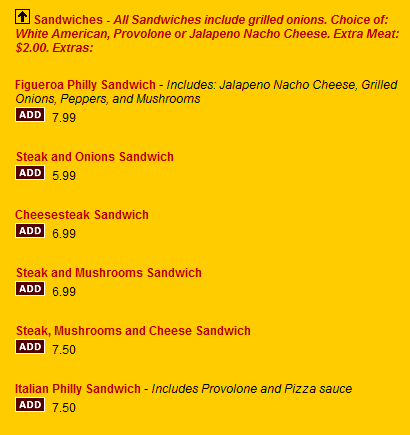 Sandwiches - All Sandwiches include grilled onions. Choice of:
White American, Provolone or Jalapeno Nacho Cheese. Extra Meat:
$2.00. Extras:
Figueroa Philly Sandwich - Includes: Jalapeno Nacho Cheese, Grilled
Onions, Peppers, and Mushrooms
ADD 7.99
Steak and Onions Sandwich
ADD 5.99
Cheesesteak Sandwich
ADD 6.99
Steak and Mushrooms Sandwich
ADD 6.99
Steak, Mushrooms and Cheese Sandwich
ADD 7.50
Italian Philly Sandwich - Includes Provolone and Pizza sauce
ADD 7.50